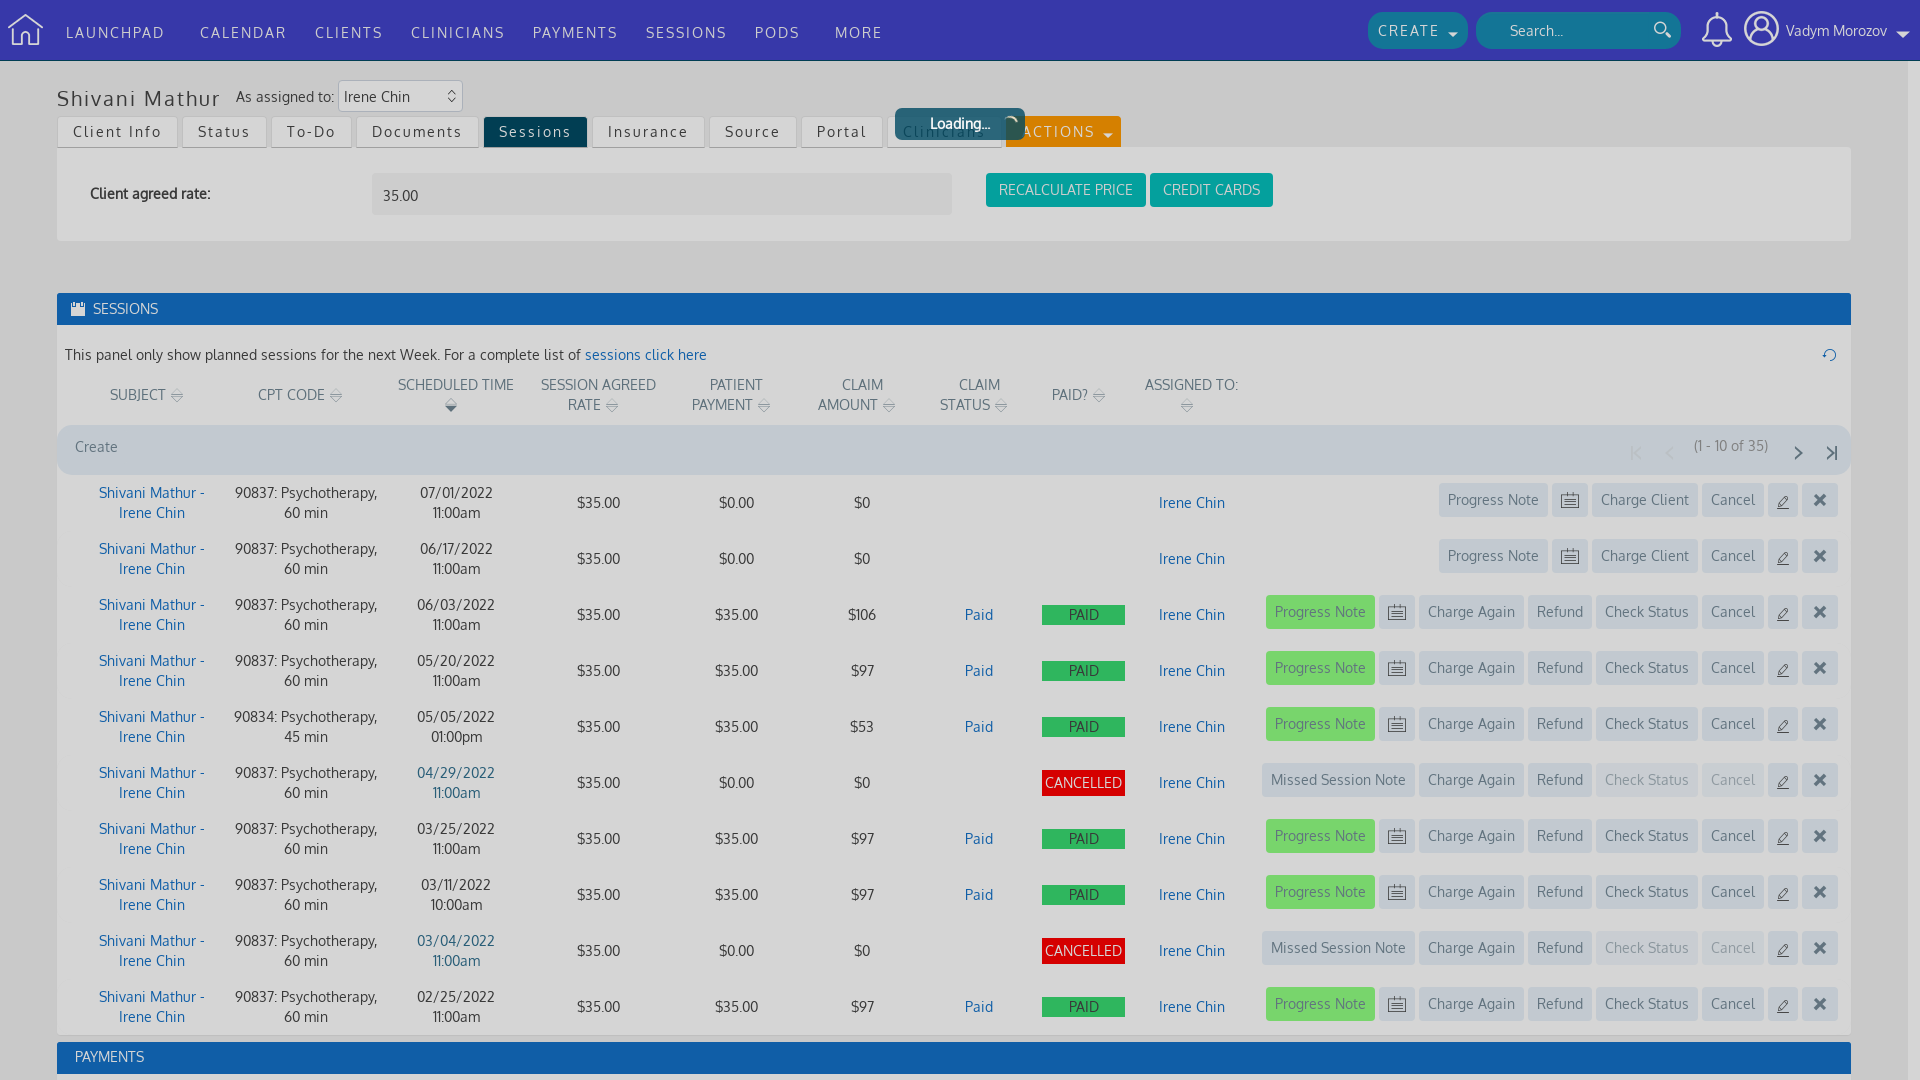 LAUNCHPAD CALENDAR CLIENTS CLINICIANS PAYMENTS SESSIONS PODS MORE CREATE Search... Vadym Morozov
Shivani Mathur As assigned to: Irene Chin
Loading...
Client Info Status To-Do Documents Sessions Insurance Source Portal Clinicians ACTIONS
Client agreed rate: 35.00 RECALCULATE PRICE CREDIT CARDS
SESSIONS
This panel only show planned sessions for the next Week. For a complete list of sessions click here
SUBJECT CPT CODE SCHEDULED TIME SESSION AGREED RATE PATIENT PAYMENT CLAIM AMOUNT CLAIM STATUS PAID? ASSIGNED TO:
Create (1 - 10 of 35)
Shivani Mathur - Irene Chin 90837: Psychotherapy, 60 min 07/01/2022 11:00am $35.00 $0.00 $0 Irene Chin Progress Note Charge Client Cancel
Shivani Mathur - Irene Chin 90837: Psychotherapy, 60 min 06/17/2022 11:00am $35.00 $0.00 $0 Irene Chin Progress Note Charge Client Cancel
Shivani Mathur - Irene Chin 90837: Psychotherapy, 60 min 06/03/2022 11:00am $35.00 $35.00 $106 Paid PAID Irene Chin Progress Note Charge Again Refund Check Status Cancel
Shivani Mathur - Irene Chin 90837: Psychotherapy, 60 min 05/20/2022 11:00am $35.00 $35.00 $97 Paid PAID Irene Chin Progress Note Charge Again Refund Check Status Cancel
Shivani Mathur - Irene Chin 90834: Psychotherapy, 45 min 05/05/2022 01:00pm $35.00 $35.00 $53 Paid PAID Irene Chin Progress Note Charge Again Refund Check Status Cancel
Shivani Mathur - Irene Chin 90837: Psychotherapy, 60 min 04/29/2022 11:00am $35.00 $0.00 $0 CANCELLED Irene Chin Missed Session Note Charge Again Refund Check Status Cancel
Shivani Mathur - Irene Chin 90837: Psychotherapy, 60 min 03/25/2022 11:00am $35.00 $35.00 $97 Paid PAID Irene Chin Progress Note Charge Again Refund Check Status Cancel
Shivani Mathur - Irene Chin 90837: Psychotherapy, 60 min 03/11/2022 10:00am $35.00 $35.00 $97 Paid PAID Irene Chin Progress Note Charge Again Refund Check Status Cancel
Shivani Mathur - Irene Chin 90837: Psychotherapy, 60 min 03/04/2022 11:00am $35.00 $0.00 $0 CANCELLED Irene Chin Missed Session Note Charge Again Refund Check Status Cancel
Shivani Mathur - Irene Chin 90837: Psychotherapy, 60 min 02/25/2022 11:00am $35.00 $35.00 $97 Paid PAID Irene Chin Progress Note Charge Again Refund Check Status Cancel
PAYMENTS